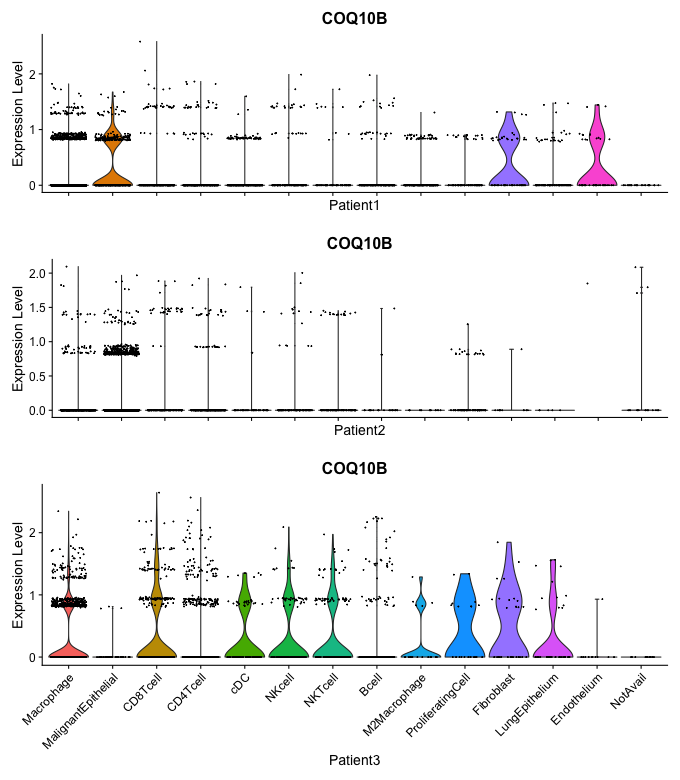 COQ10B
Expression Level
2
1
0
Patient1
COQ10B
Expression Level
2.0
1.5
1.0
0.5
0.0
Patient2
COQ10B
Expression Level
2
1
0
Macrophage
MalignantEpithelial
CD8Tcell
CD4Tcell
cDC
NKcell
NKTcell
Bcell
M2Macrophage
ProliferatingCell
Fibroblast
LungEpithelium
Endothelium
NotAvail
Patient3